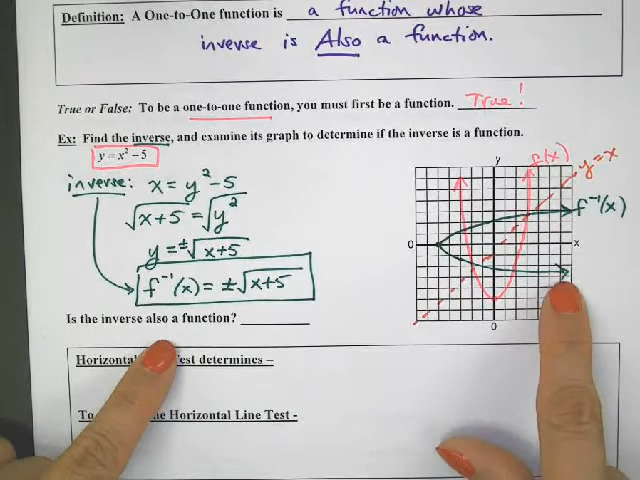 Definition: A One-to-One function is a function whose
inverse is Also a function.
True or False: To be a one-to-one function, you must first be a function. True!
Ex: Find the inverse, and examine its graph to determine if the inverse is a function.
y = x² − 5
inverse: x = y² − 5
√x+5 = √y²
y = ±√x+5
f⁻¹(x) = ±√x+5
y
f(x)
y = x
f⁻¹(x)
0
x
0
Is the inverse also a function?
Horizontal Test determines –
To the Horizontal Line Test -